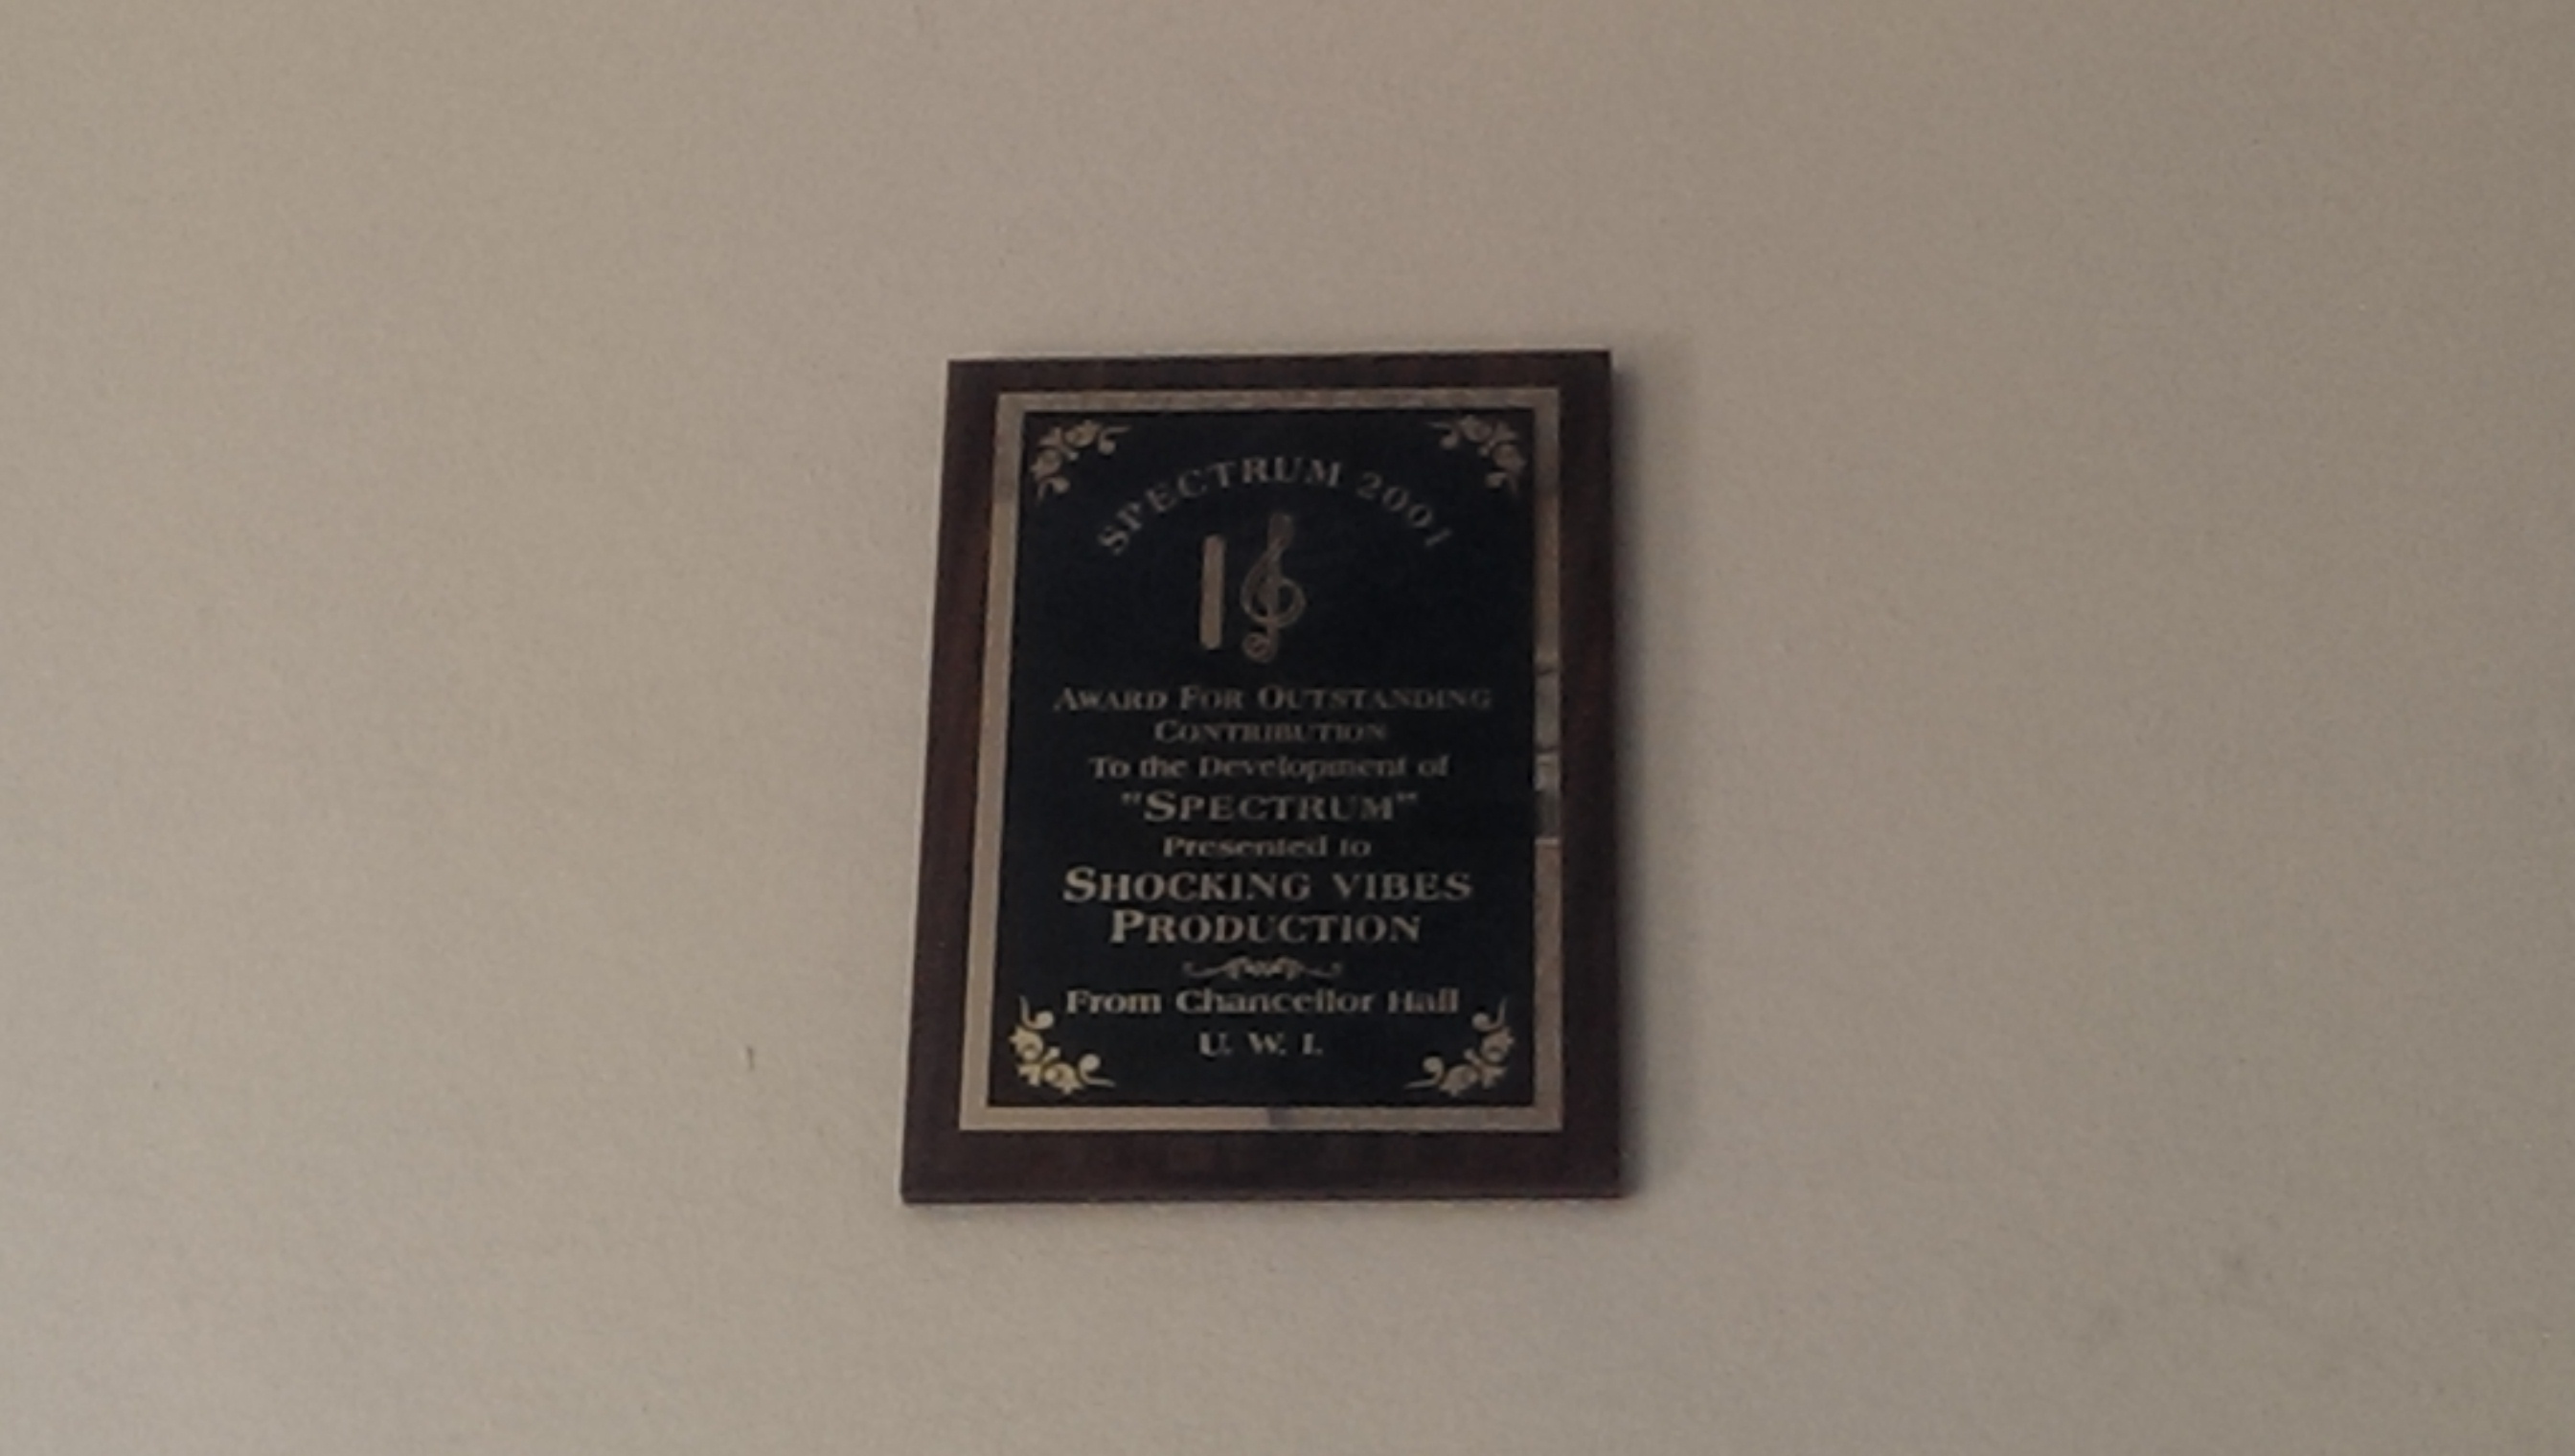 SPECTRUM 2001
AWARD FOR OUTSTANDING
CONTRIBUTION
To the Development of
"SPECTRUM"
Presented to
SHOCKING VIBES
PRODUCTION
From Chancellor Hall
U. W. I.